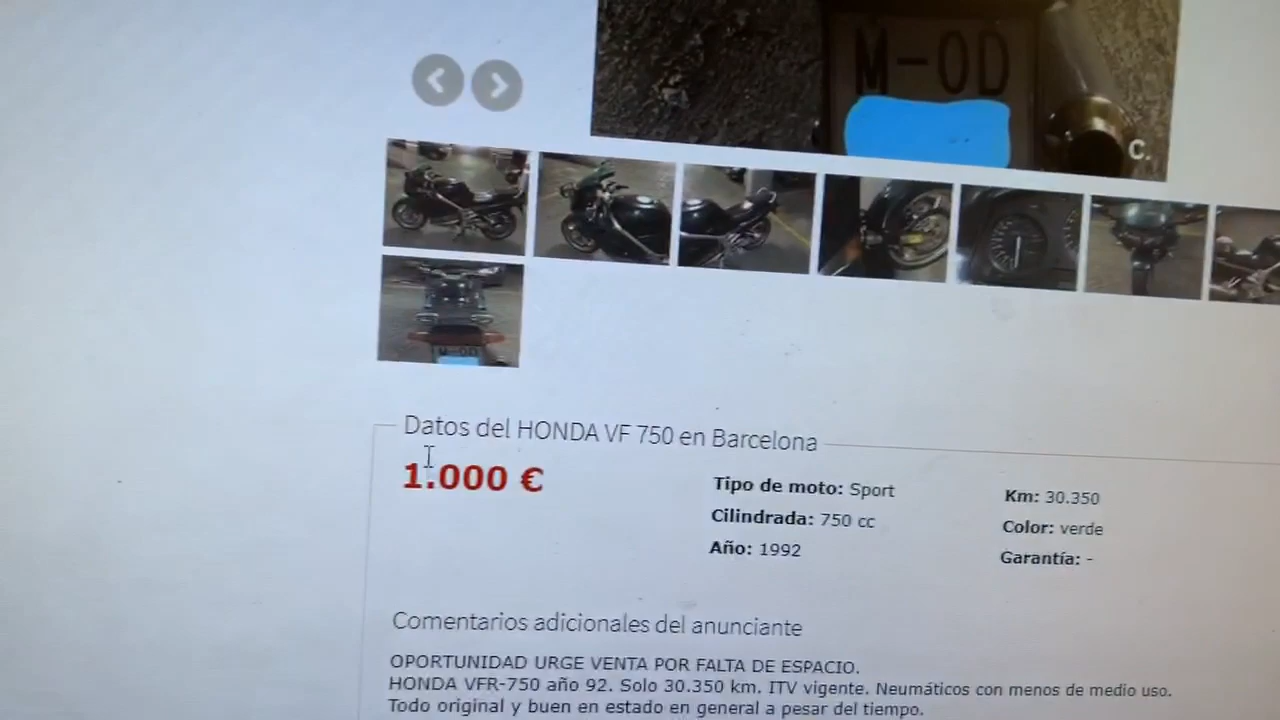 M-OD
C.
M-OD
Datos del HONDA VF 750 en Barcelona
1.000 €
Tipo de moto: Sport
Cilindrada: 750 cc
Año: 1992
Km: 30.350
Color: verde
Garantía: -
Comentarios adicionales del anunciante
OPORTUNIDAD URGE VENTA POR FALTA DE ESPACIO.
HONDA VFR-750 año 92. Solo 30.350 km. ITV vigente. Neumáticos con menos de medio uso.
Todo original y buen en estado en general a pesar del tiempo.